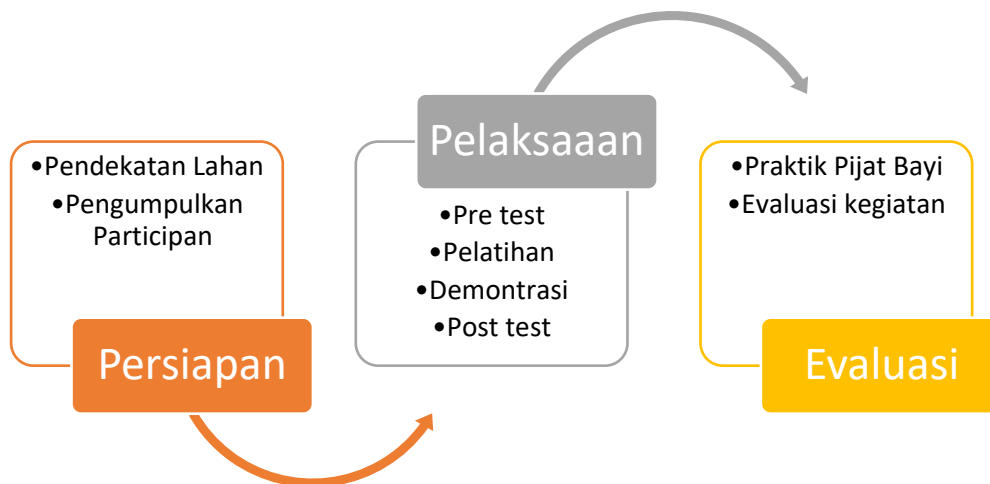 •Pendekatan Lahan
•Pengumpulkan
Participan
Persiapan
Pelaksaaan
•Pre test
•Pelatihan
•Demontrasi
•Post test
•Praktik Pijat Bayi
•Evaluasi kegiatan
Evaluasi